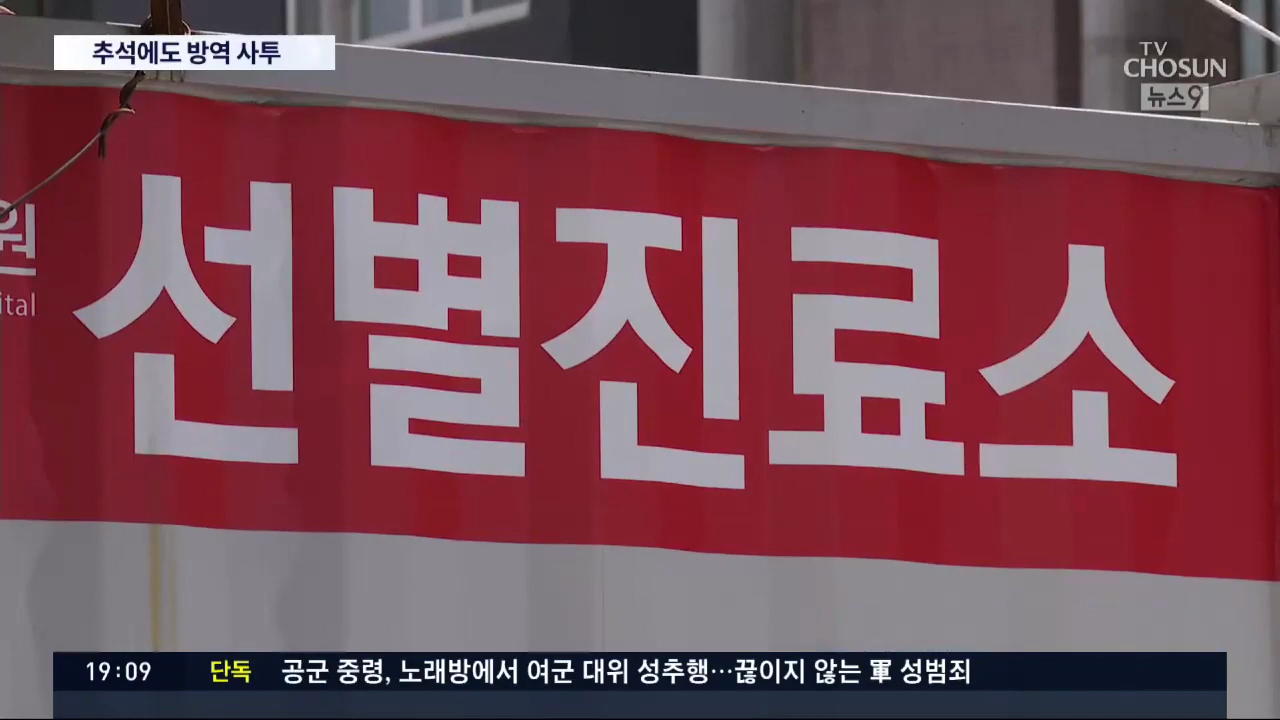 추석에도 방역 사투
TV
CHOSUN
뉴스9
원
ital
선별진료소
19:09 단독 공군 중령, 노래방에서 여군 대위 성추행…끊이지 않는 軍 성범죄